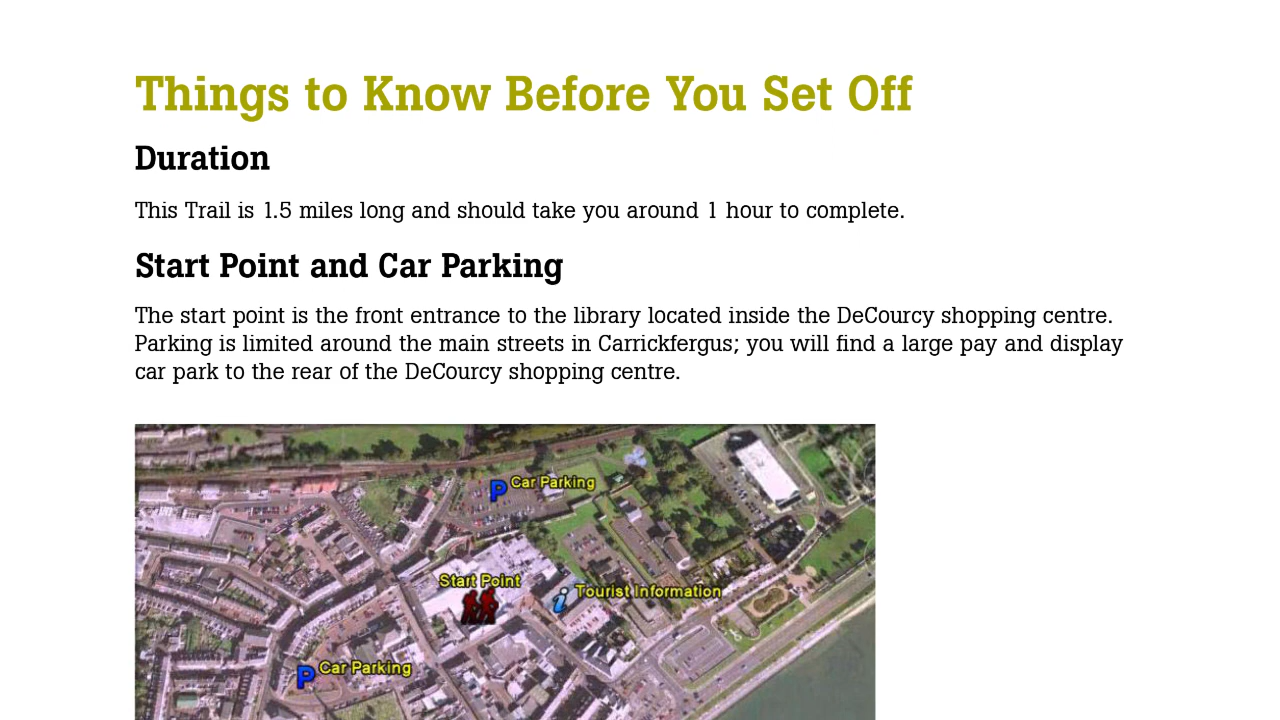 Things to Know Before You Set Off
Duration
This Trail is 1.5 miles long and should take you around 1 hour to complete.
Start Point and Car Parking
The start point is the front entrance to the library located inside the DeCourcy shopping centre.
Parking is limited around the main streets in Carrickfergus; you will find a large pay and display
car park to the rear of the DeCourcy shopping centre.
P Car Parking
Start Point
i Tourist Information
P Car Parking